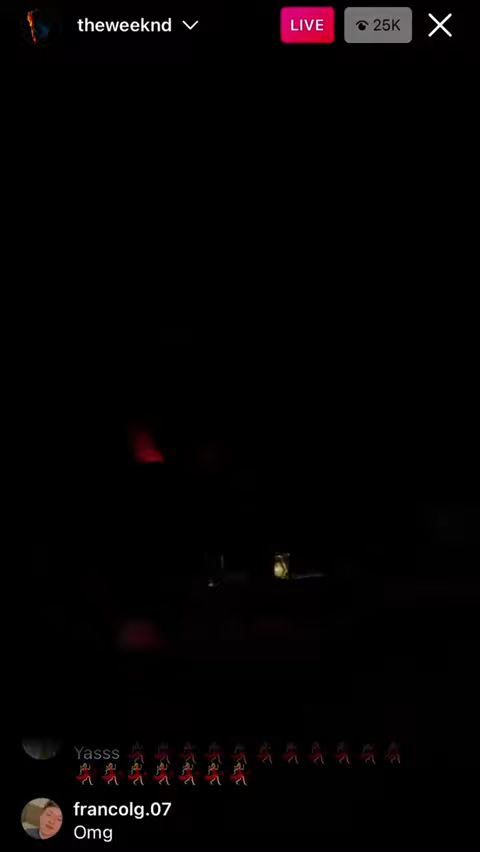 theweeknd
LIVE
25K
Yasss 💃💃💃💃💃💃💃💃💃💃💃
💃💃💃💃💃💃💃
francolg.07
Omg